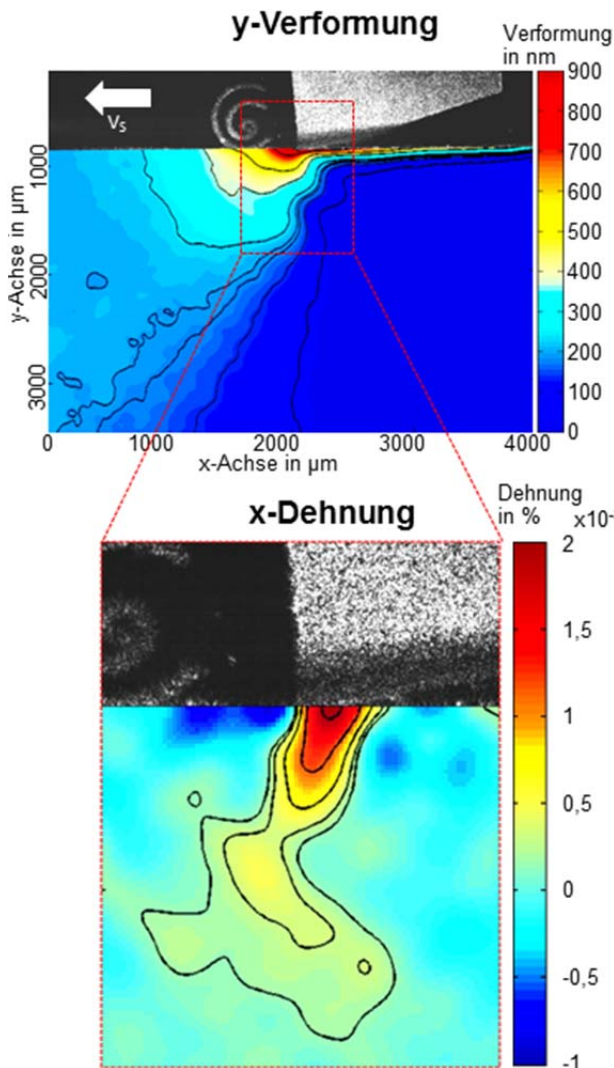 y-Verformung
Verformung
in nm
vs
y-Achse in µm
1000
2000
3000
0
1000
2000
3000
4000
x-Achse in µm
900
800
700
600
500
400
300
200
100
0
x-Dehnung
Dehnung
in %
x10-
2
1,5
1
0,5
0
-0,5
-1